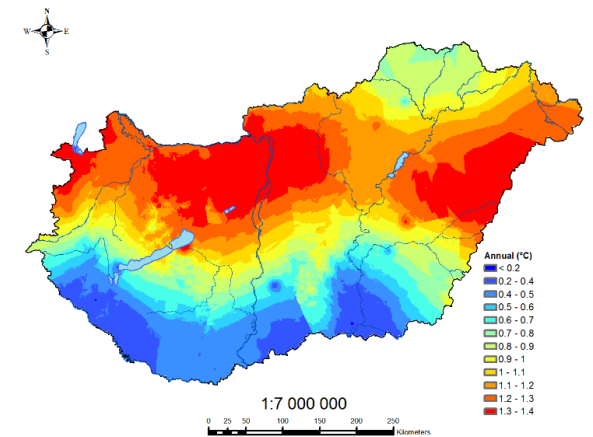 N
W E
S
Annual (°C)
< 0.2
0.2 - 0.4
0.4 - 0.5
0.5 - 0.6
0.6 - 0.7
0.7 - 0.8
0.8 - 0.9
0.9 - 1
1 - 1.1
1.1 - 1.2
1.2 - 1.3
1.3 - 1.4
1:7 000 000
0 25 50 100 150 200 250
Kilometers